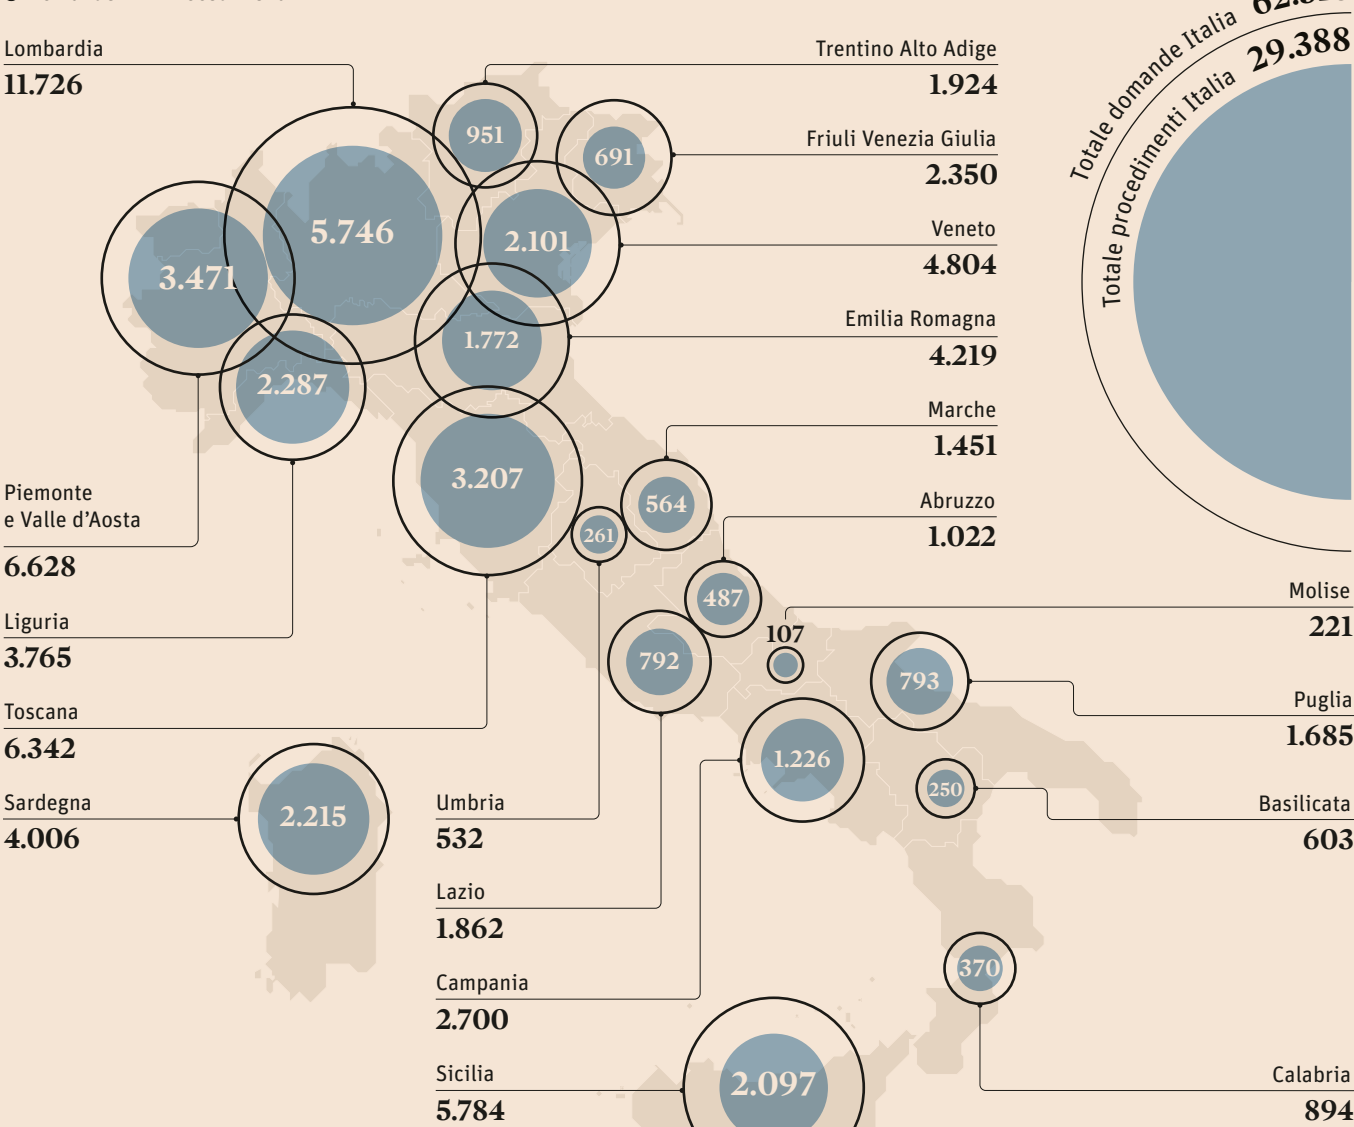 Lombardia
11.726
5.746
Trentino Alto Adige
1.924
951
Friuli Venezia Giulia
2.350
691
Veneto
4.804
2.101
Emilia Romagna
4.219
1.772
Marche
1.451
564
Abruzzo
1.022
487
Totale domande Italia
Totale procedimenti Italia 29.388
3.471
Piemonte
e Valle d’Aosta
6.628
2.287
Liguria
3.765
3.207
Toscana
6.342
Sardegna
4.006
2.215
261
Umbria
532
792
Lazio
1.862
1.226
Campania
2.700
Sicilia
5.784
2.097
Molise
221
107
Puglia
1.685
793
Basilicata
603
250
370
Calabria
894